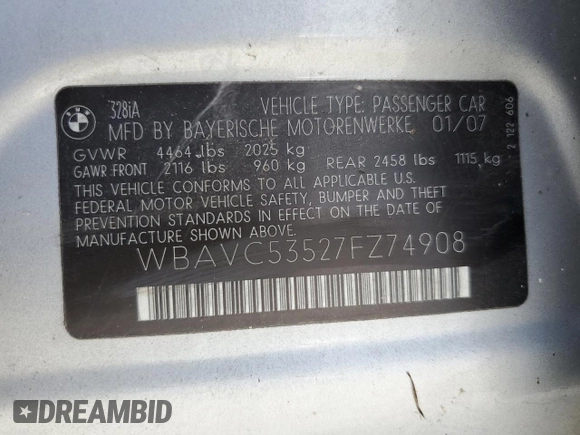 BMW
328iA
VEHICLE TYPE: PASSENGER CAR
MFD BY BAYERISCHE MOTORENWERKE 01/07
GVWR 4464 lbs 2025 kg
GAWR FRONT 2116 lbs 960 kg REAR 2458 lbs 1115 kg
THIS VEHICLE CONFORMS TO ALL APPLICABLE U.S.
FEDERAL MOTOR VEHICLE SAFETY, BUMPER AND THEFT
PREVENTION STANDARDS IN EFFECT ON THE DATE OF
MANUFACTURE SHOWN ABOVE.
WBAVC53527FZ74908
2 122 606
DREAMBID